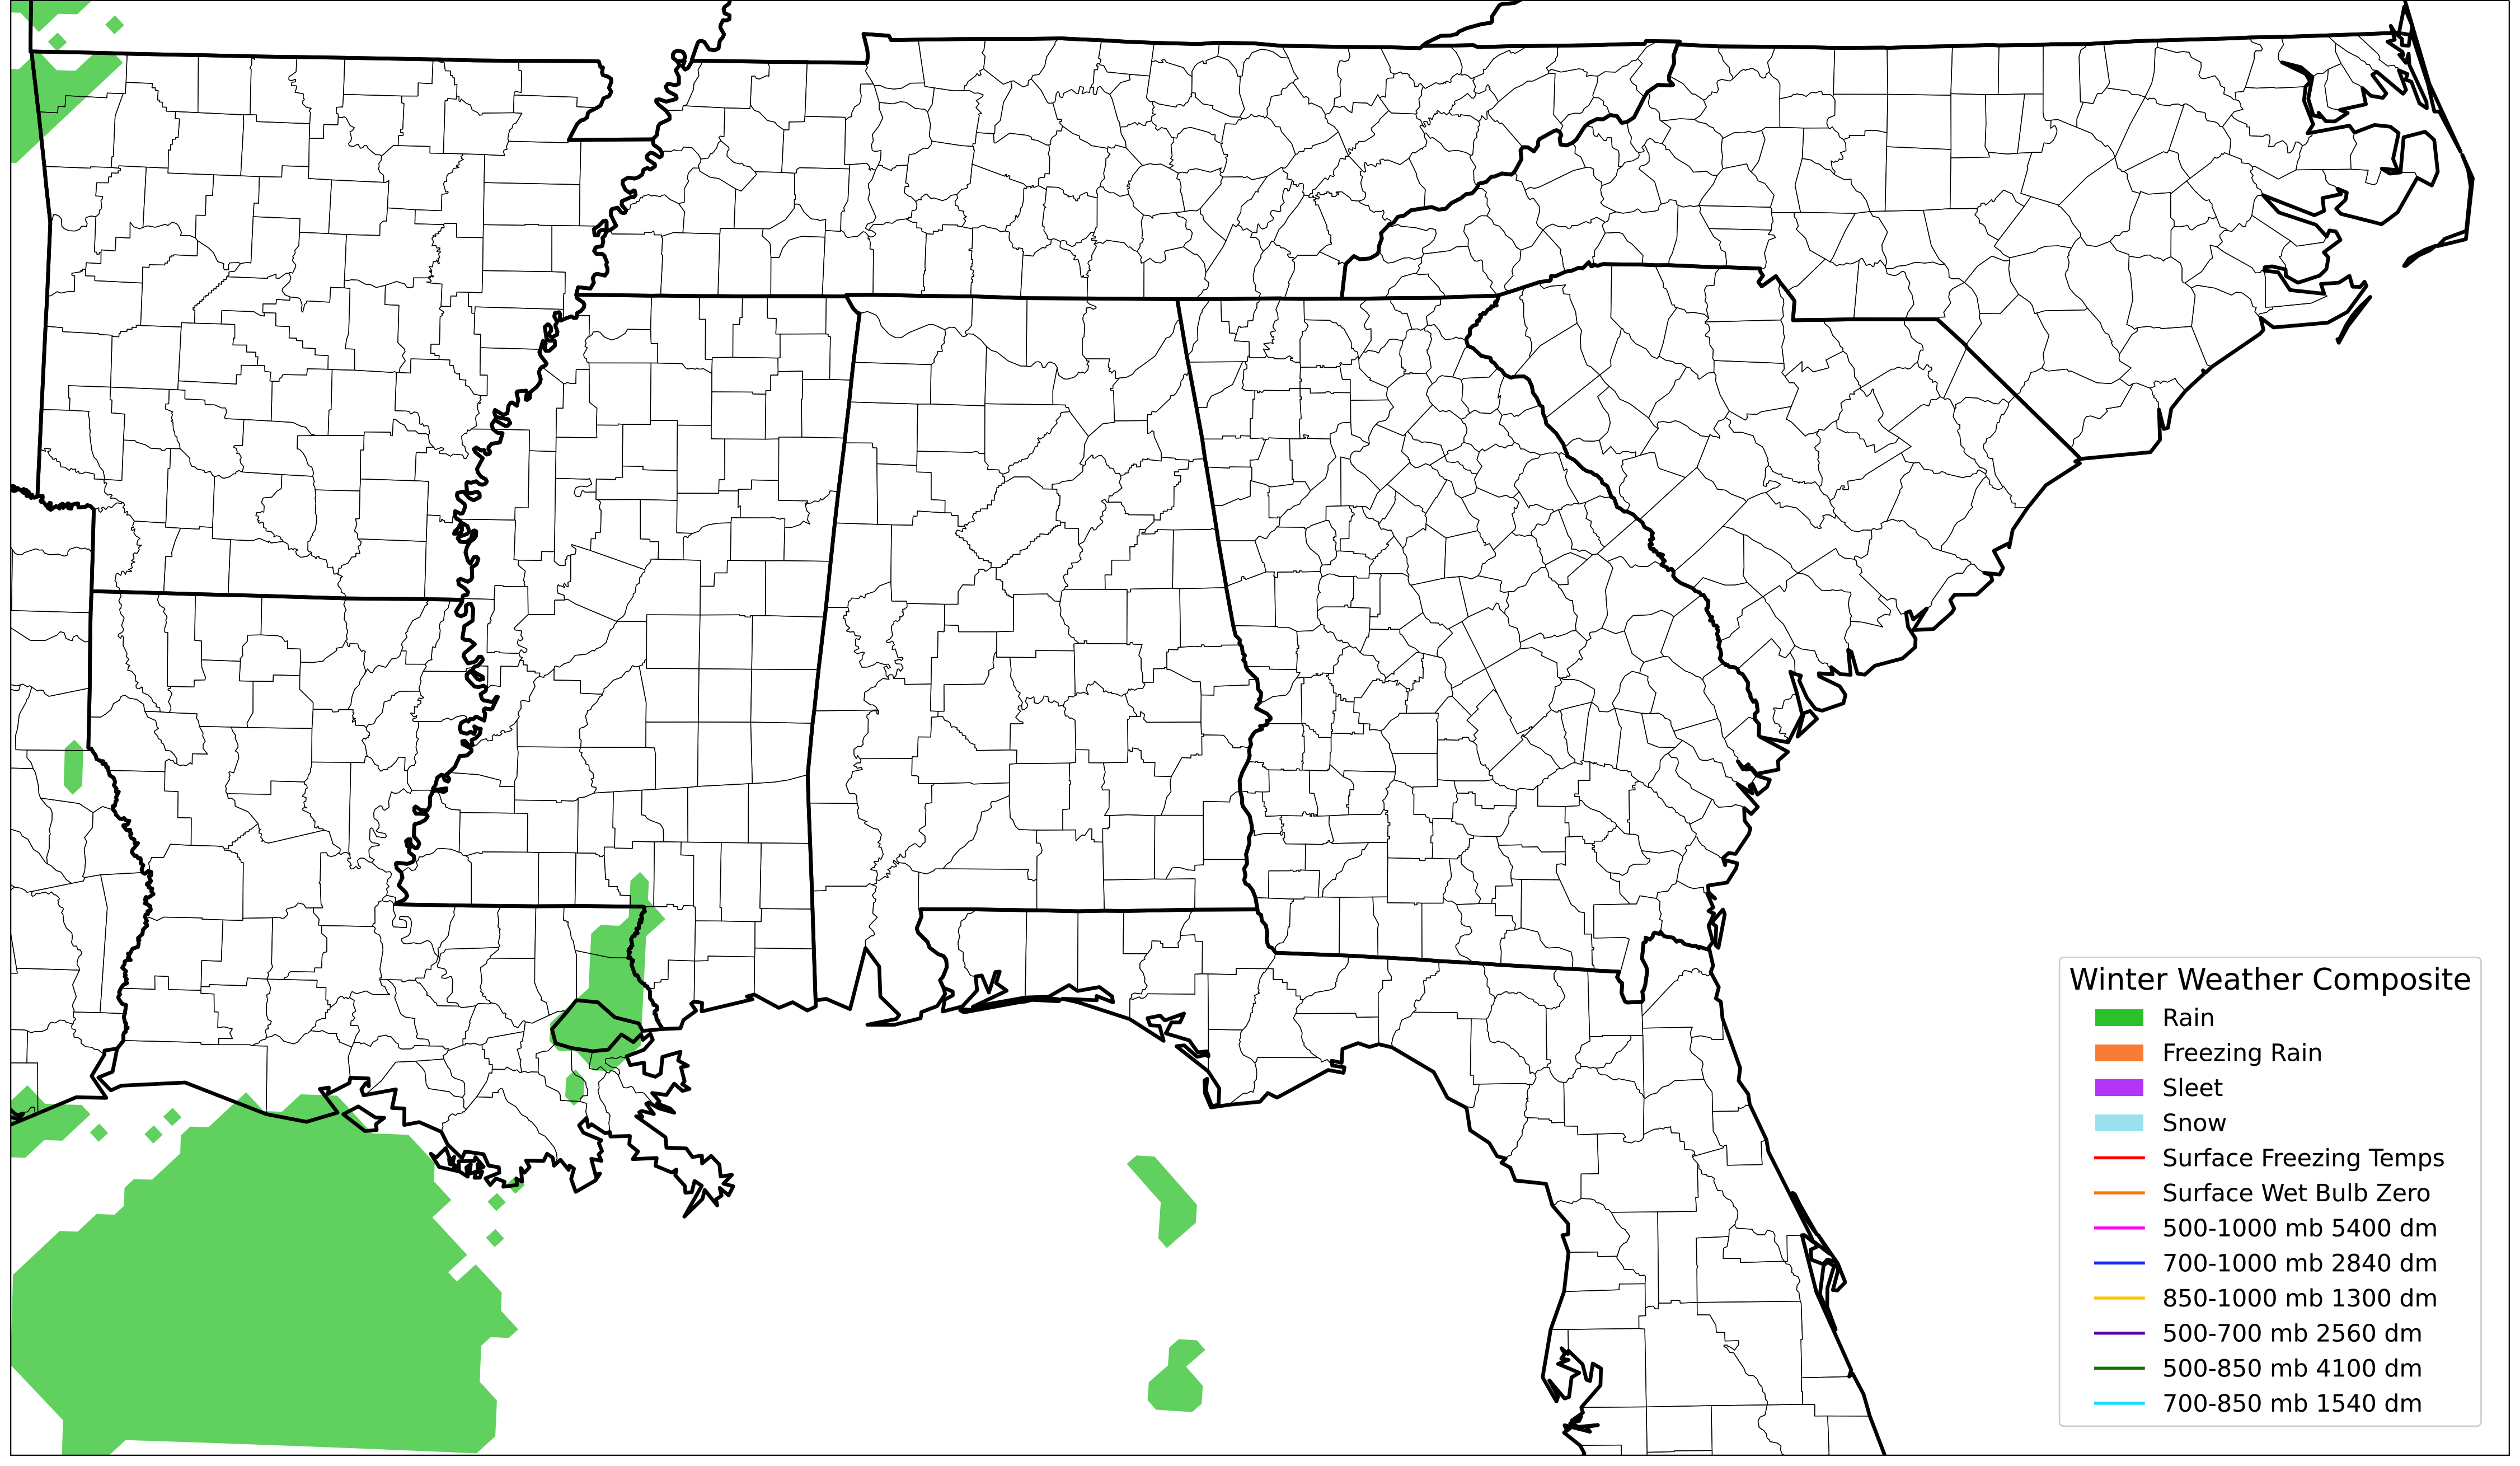 Winter Weather Composite
Rain
Freezing Rain
Sleet
Snow
Surface Freezing Temps
Surface Wet Bulb Zero
500-1000 mb 5400 dm
700-1000 mb 2840 dm
850-1000 mb 1300 dm
500-700 mb 2560 dm
500-850 mb 4100 dm
700-850 mb 1540 dm